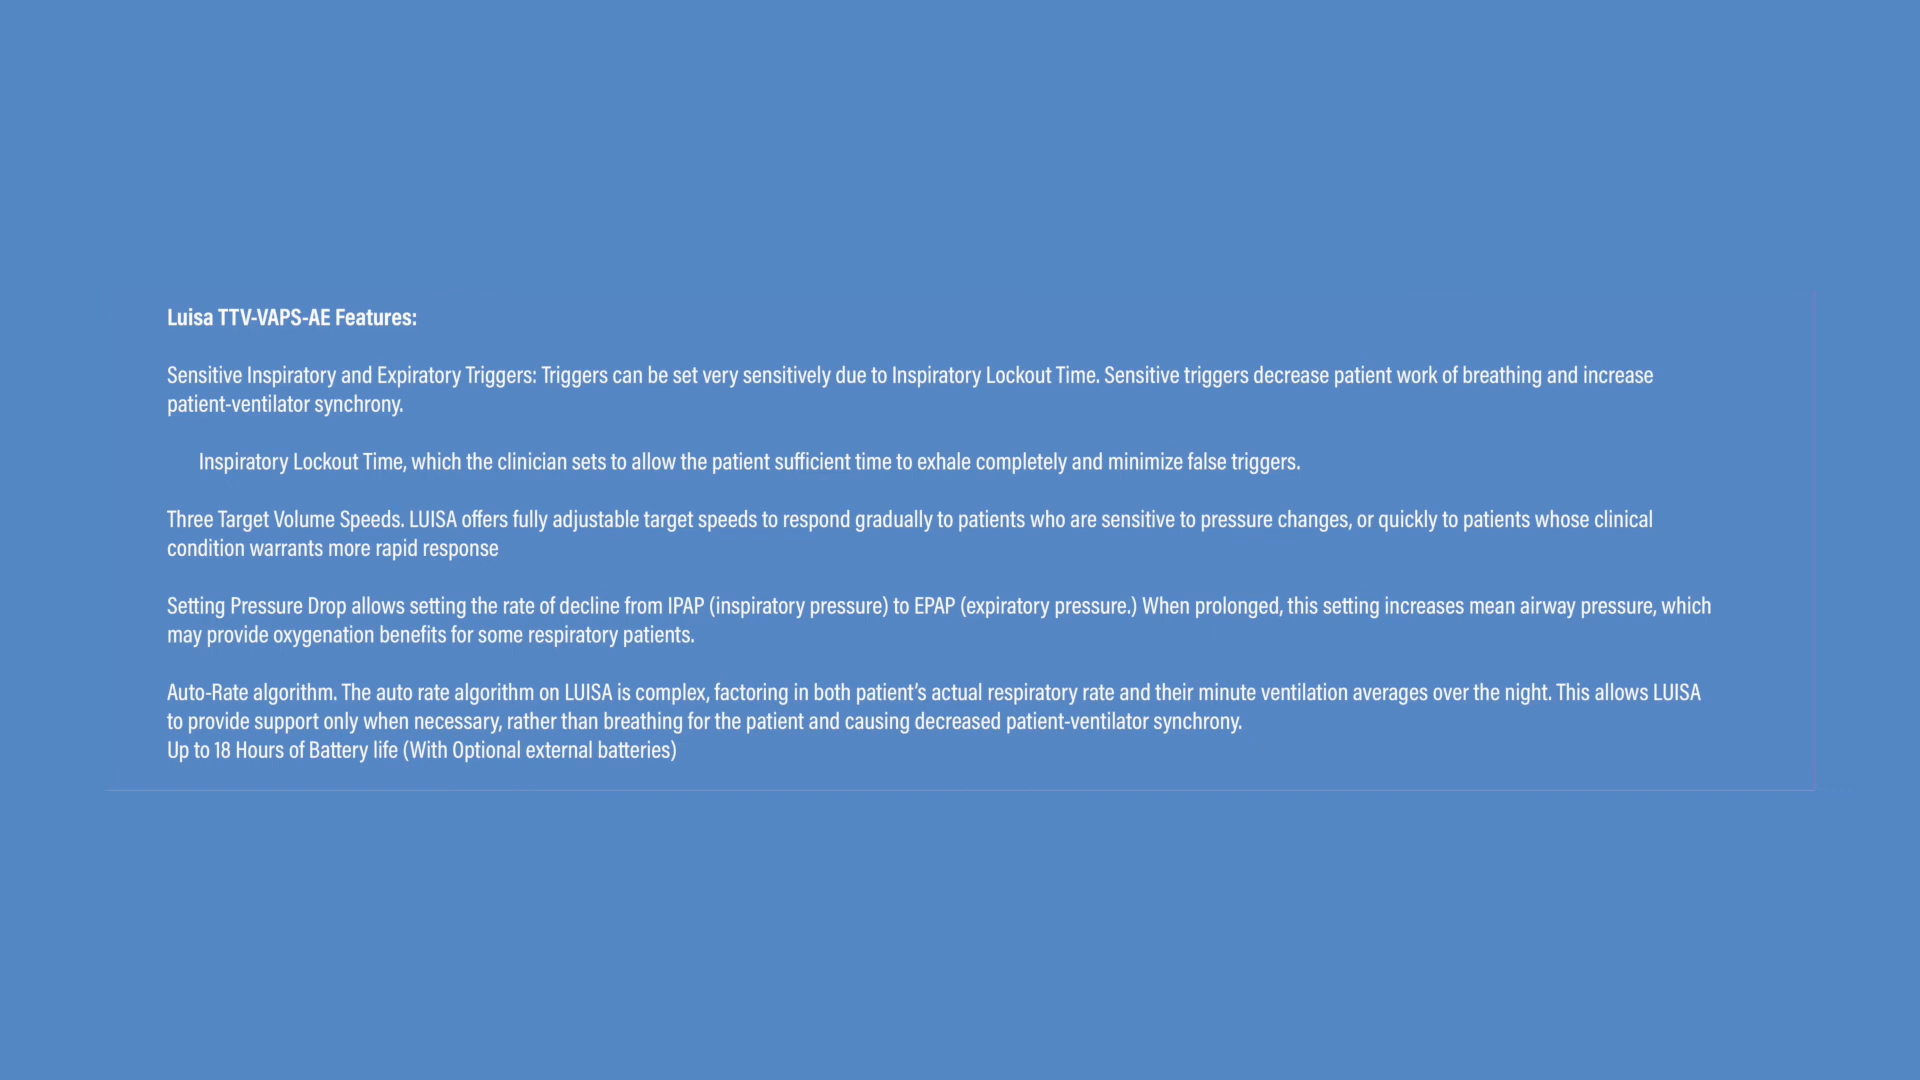 Luisa TTV-VAPS-AE Features:
Sensitive Inspiratory and Expiratory Triggers: Triggers can be set very sensitively due to Inspiratory Lockout Time. Sensitive triggers decrease patient work of breathing and increase
patient-ventilator synchrony.
Inspiratory Lockout Time, which the clinician sets to allow the patient sufficient time to exhale completely and minimize false triggers.
Three Target Volume Speeds. LUISA offers fully adjustable target speeds to respond gradually to patients who are sensitive to pressure changes, or quickly to patients whose clinical
condition warrants more rapid response
Setting Pressure Drop allows setting the rate of decline from IPAP (inspiratory pressure) to EPAP (expiratory pressure.) When prolonged, this setting increases mean airway pressure, which
may provide oxygenation benefits for some respiratory patients.
Auto-Rate algorithm. The auto rate algorithm on LUISA is complex, factoring in both patient’s actual respiratory rate and their minute ventilation averages over the night. This allows LUISA
to provide support only when necessary, rather than breathing for the patient and causing decreased patient-ventilator synchrony.
Up to 18 Hours of Battery life (With Optional external batteries)